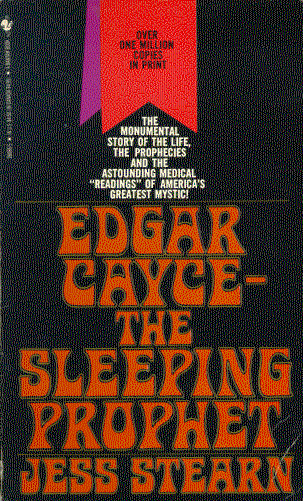 OVER
ONE MILLION
COPIES
IN PRINT
THE
MONUMENTAL
STORY OF THE LIFE,
THE PROPHECIES
AND THE
ASTOUNDING MEDICAL
"READINGS" OF AMERICA'S
GREATEST MYSTIC!
EDGAR
CAYCE–
THE
SLEEPING
PROPHET
JESS STEARN